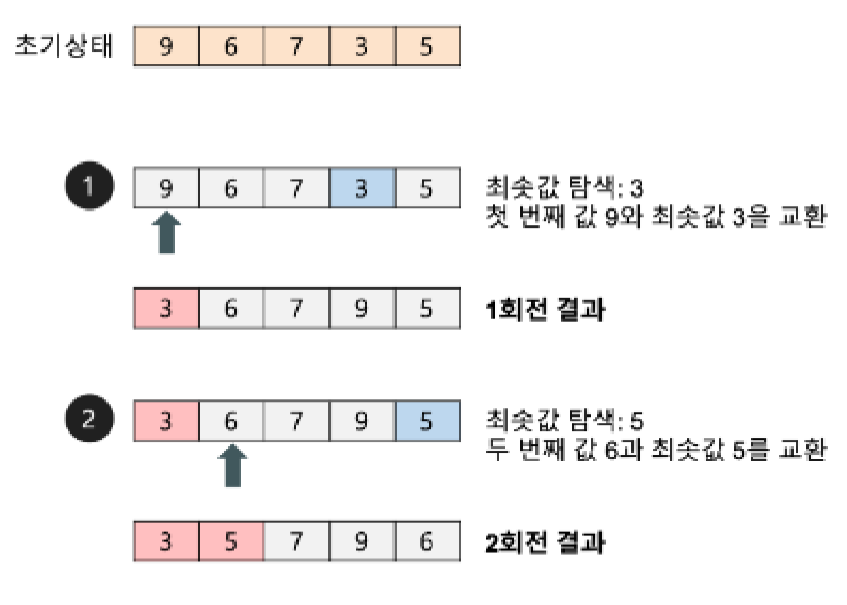 초기상태 9 6 7 3 5
1 9 6 7 3 5 최솟값 탐색: 3
첫 번째 값 9와 최솟값 3을 교환
3 6 7 9 5 1회전 결과
2 3 6 7 9 5 최솟값 탐색: 5
두 번째 값 6과 최솟값 5를 교환
3 5 7 9 6 2회전 결과